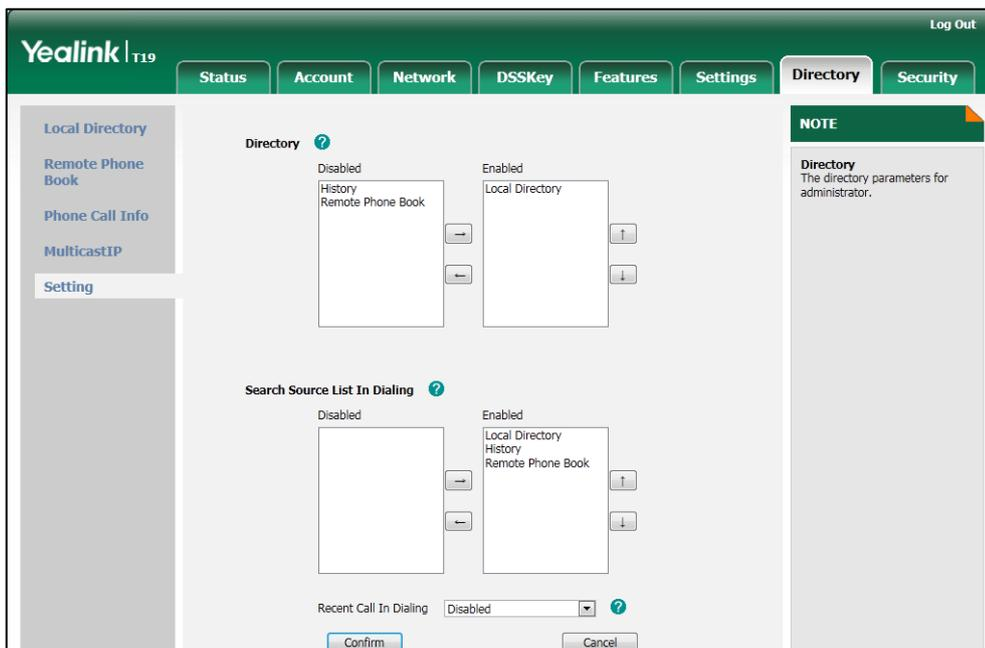 Log Out
Yealink T19
Status Account Network DSSKey Features Settings Directory Security
Local Directory
Remote Phone
Book
Phone Call Info
MulticastIP
Setting
Directory ?
Disabled Enabled
History
Remote Phone Book
Local Directory
→ ↑
← ↓
Search Source List In Dialing ?
Disabled Enabled
Local Directory
History
Remote Phone Book
→ ↑
← ↓
Recent Call In Dialing Disabled ?
Confirm Cancel
NOTE
Directory
The directory parameters for
administrator.